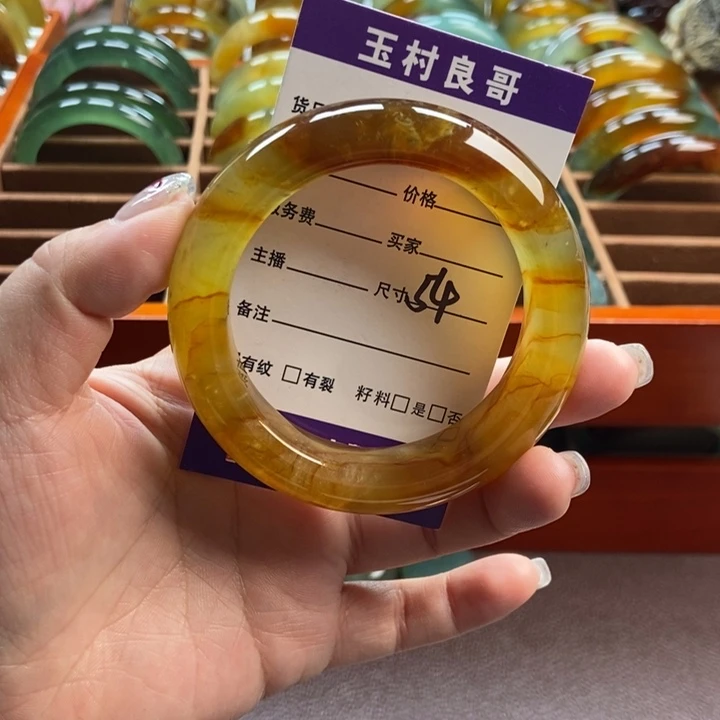 玉村良哥
货
价格
务费
买家
主播
尺寸 54
备注
有纹 □有裂 籽料□是□否